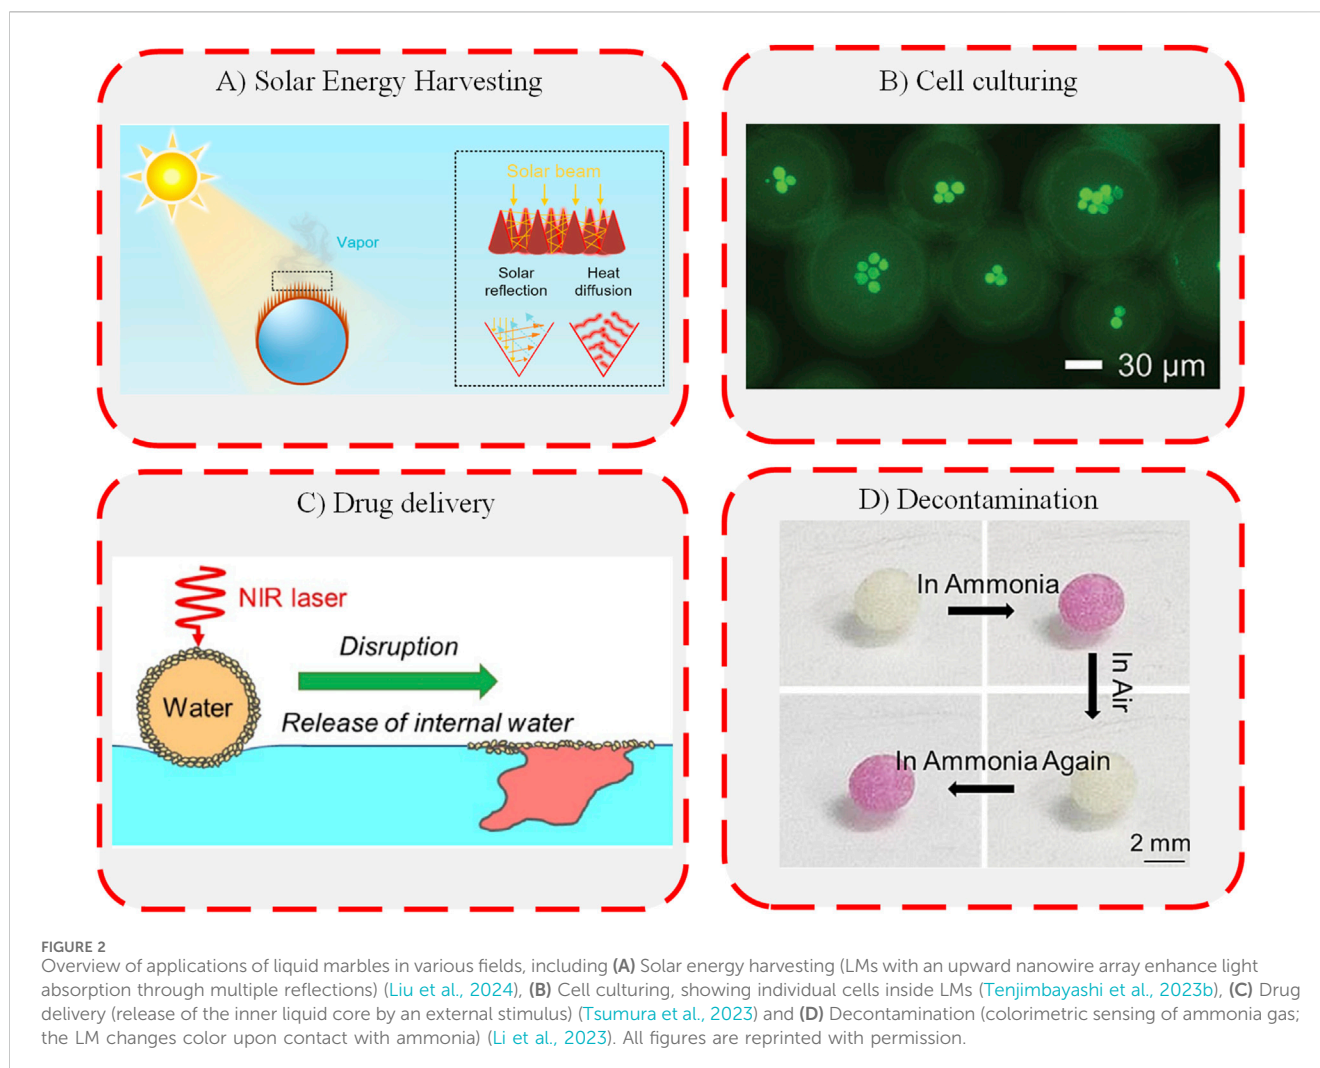 A) Solar Energy Harvesting
Solar beam
Vapor
Solar
reflection
Heat
diffusion
B) Cell culturing
30 µm
C) Drug delivery
NIR laser
Disruption
Water
Release of internal water
D) Decontamination
In Ammonia
In Air
In Ammonia Again
2 mm
FIGURE 2
Overview of applications of liquid marbles in various fields, including (A) Solar energy harvesting (LMs with an upward nanowire array enhance light
absorption through multiple reflections) (Liu et al., 2024), (B) Cell culturing, showing individual cells inside LMs (Tenjimbayashi et al., 2023b), (C) Drug
delivery (release of the inner liquid core by an external stimulus) (Tsumura et al., 2023) and (D) Decontamination (colorimetric sensing of ammonia gas;
the LM changes color upon contact with ammonia) (Li et al., 2023). All figures are reprinted with permission.